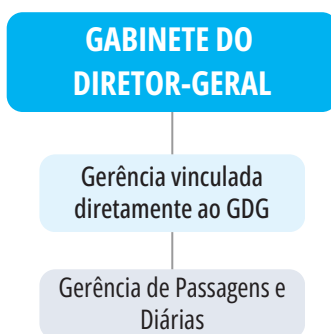 GABINETE DO
DIRETOR-GERAL
Gerência vinculada
diretamente ao GDG
Gerência de Passagens e
Diárias